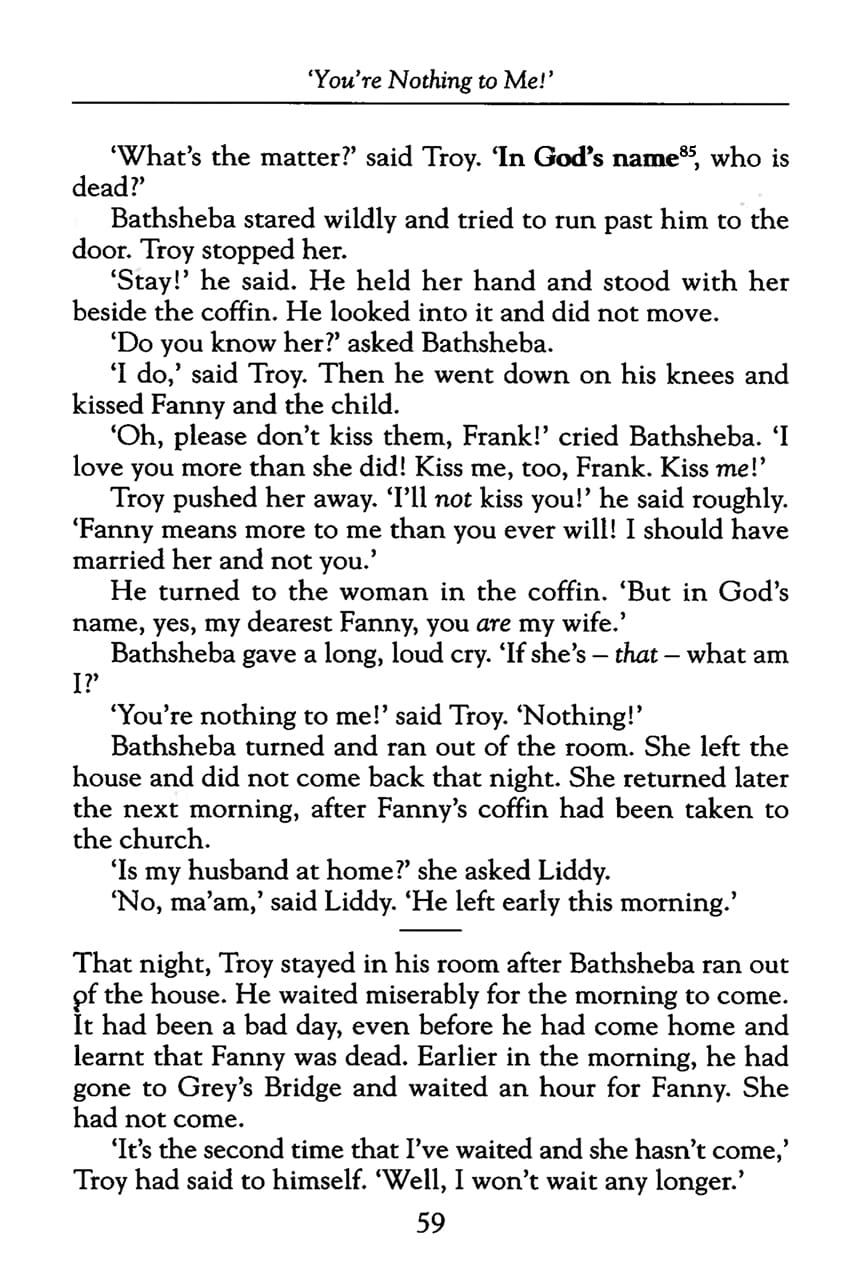 ‘You’re Nothing to Me!’
‘What’s the matter?’ said Troy. ‘In God’s name⁸⁵, who is
dead?’
Bathsheba stared wildly and tried to run past him to the
door. Troy stopped her.
‘Stay!’ he said. He held her hand and stood with her
beside the coffin. He looked into it and did not move.
‘Do you know her?’ asked Bathsheba.
‘I do,’ said Troy. Then he went down on his knees and
kissed Fanny and the child.
‘Oh, please don’t kiss them, Frank!’ cried Bathsheba. ‘I
love you more than she did! Kiss me, too, Frank. Kiss me!’
Troy pushed her away. ‘I’ll not kiss you!’ he said roughly.
‘Fanny means more to me than you ever will! I should have
married her and not you.’
He turned to the woman in the coffin. ‘But in God’s
name, yes, my dearest Fanny, you are my wife.’
Bathsheba gave a long, loud cry. ‘If she’s – that – what am
I?’
‘You’re nothing to me!’ said Troy. ‘Nothing!’
Bathsheba turned and ran out of the room. She left the
house and did not come back that night. She returned later
the next morning, after Fanny’s coffin had been taken to
the church.
‘Is my husband at home?’ she asked Liddy.
‘No, ma’am,’ said Liddy. ‘He left early this morning.’
That night, Troy stayed in his room after Bathsheba ran out
of the house. He waited miserably for the morning to come.
It had been a bad day, even before he had come home and
learnt that Fanny was dead. Earlier in the morning, he had
gone to Grey’s Bridge and waited an hour for Fanny. She
had not come.
‘It’s the second time that I’ve waited and she hasn’t come,’
Troy had said to himself. ‘Well, I won’t wait any longer.’
59